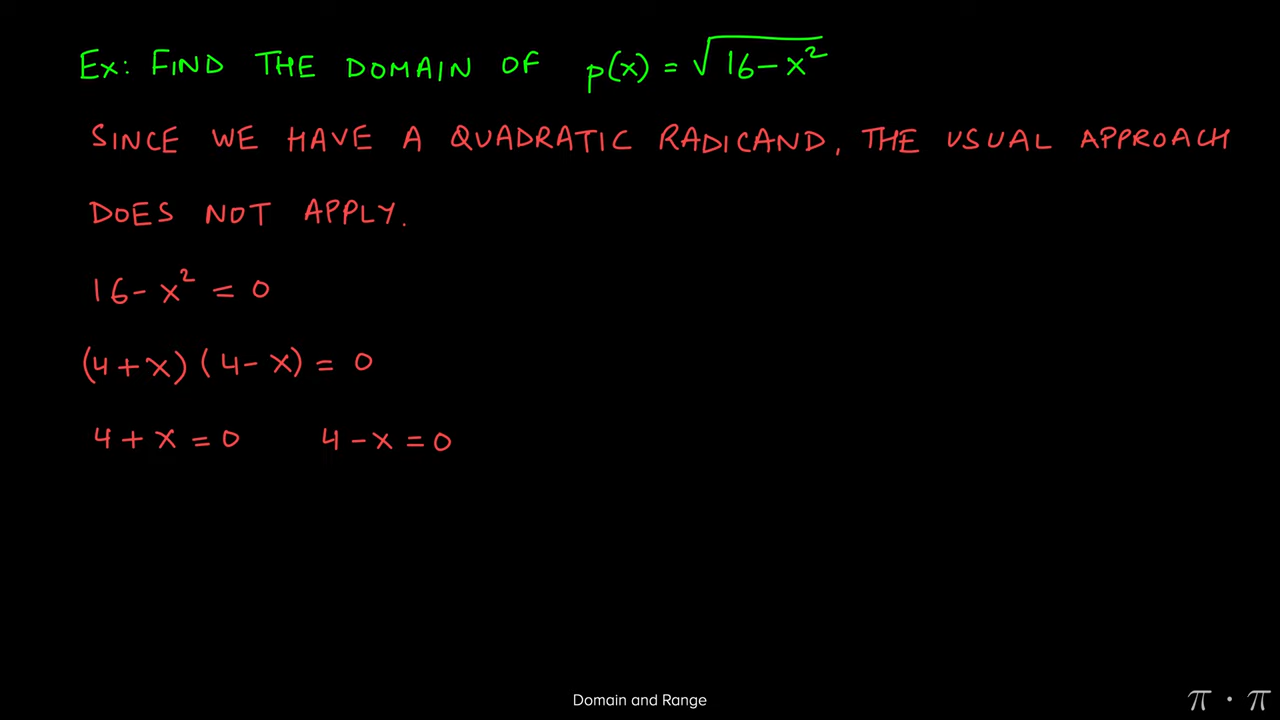 Ex: FIND THE DOMAIN OF p(x) = √(16 - x²)
SINCE WE HAVE A QUADRATIC RADICAND, THE USUAL APPROACH
DOES NOT APPLY.
16 - x² = 0
(4 + x) (4 - x) = 0
4 + x = 0 4 - x = 0
Domain and Range
π · π